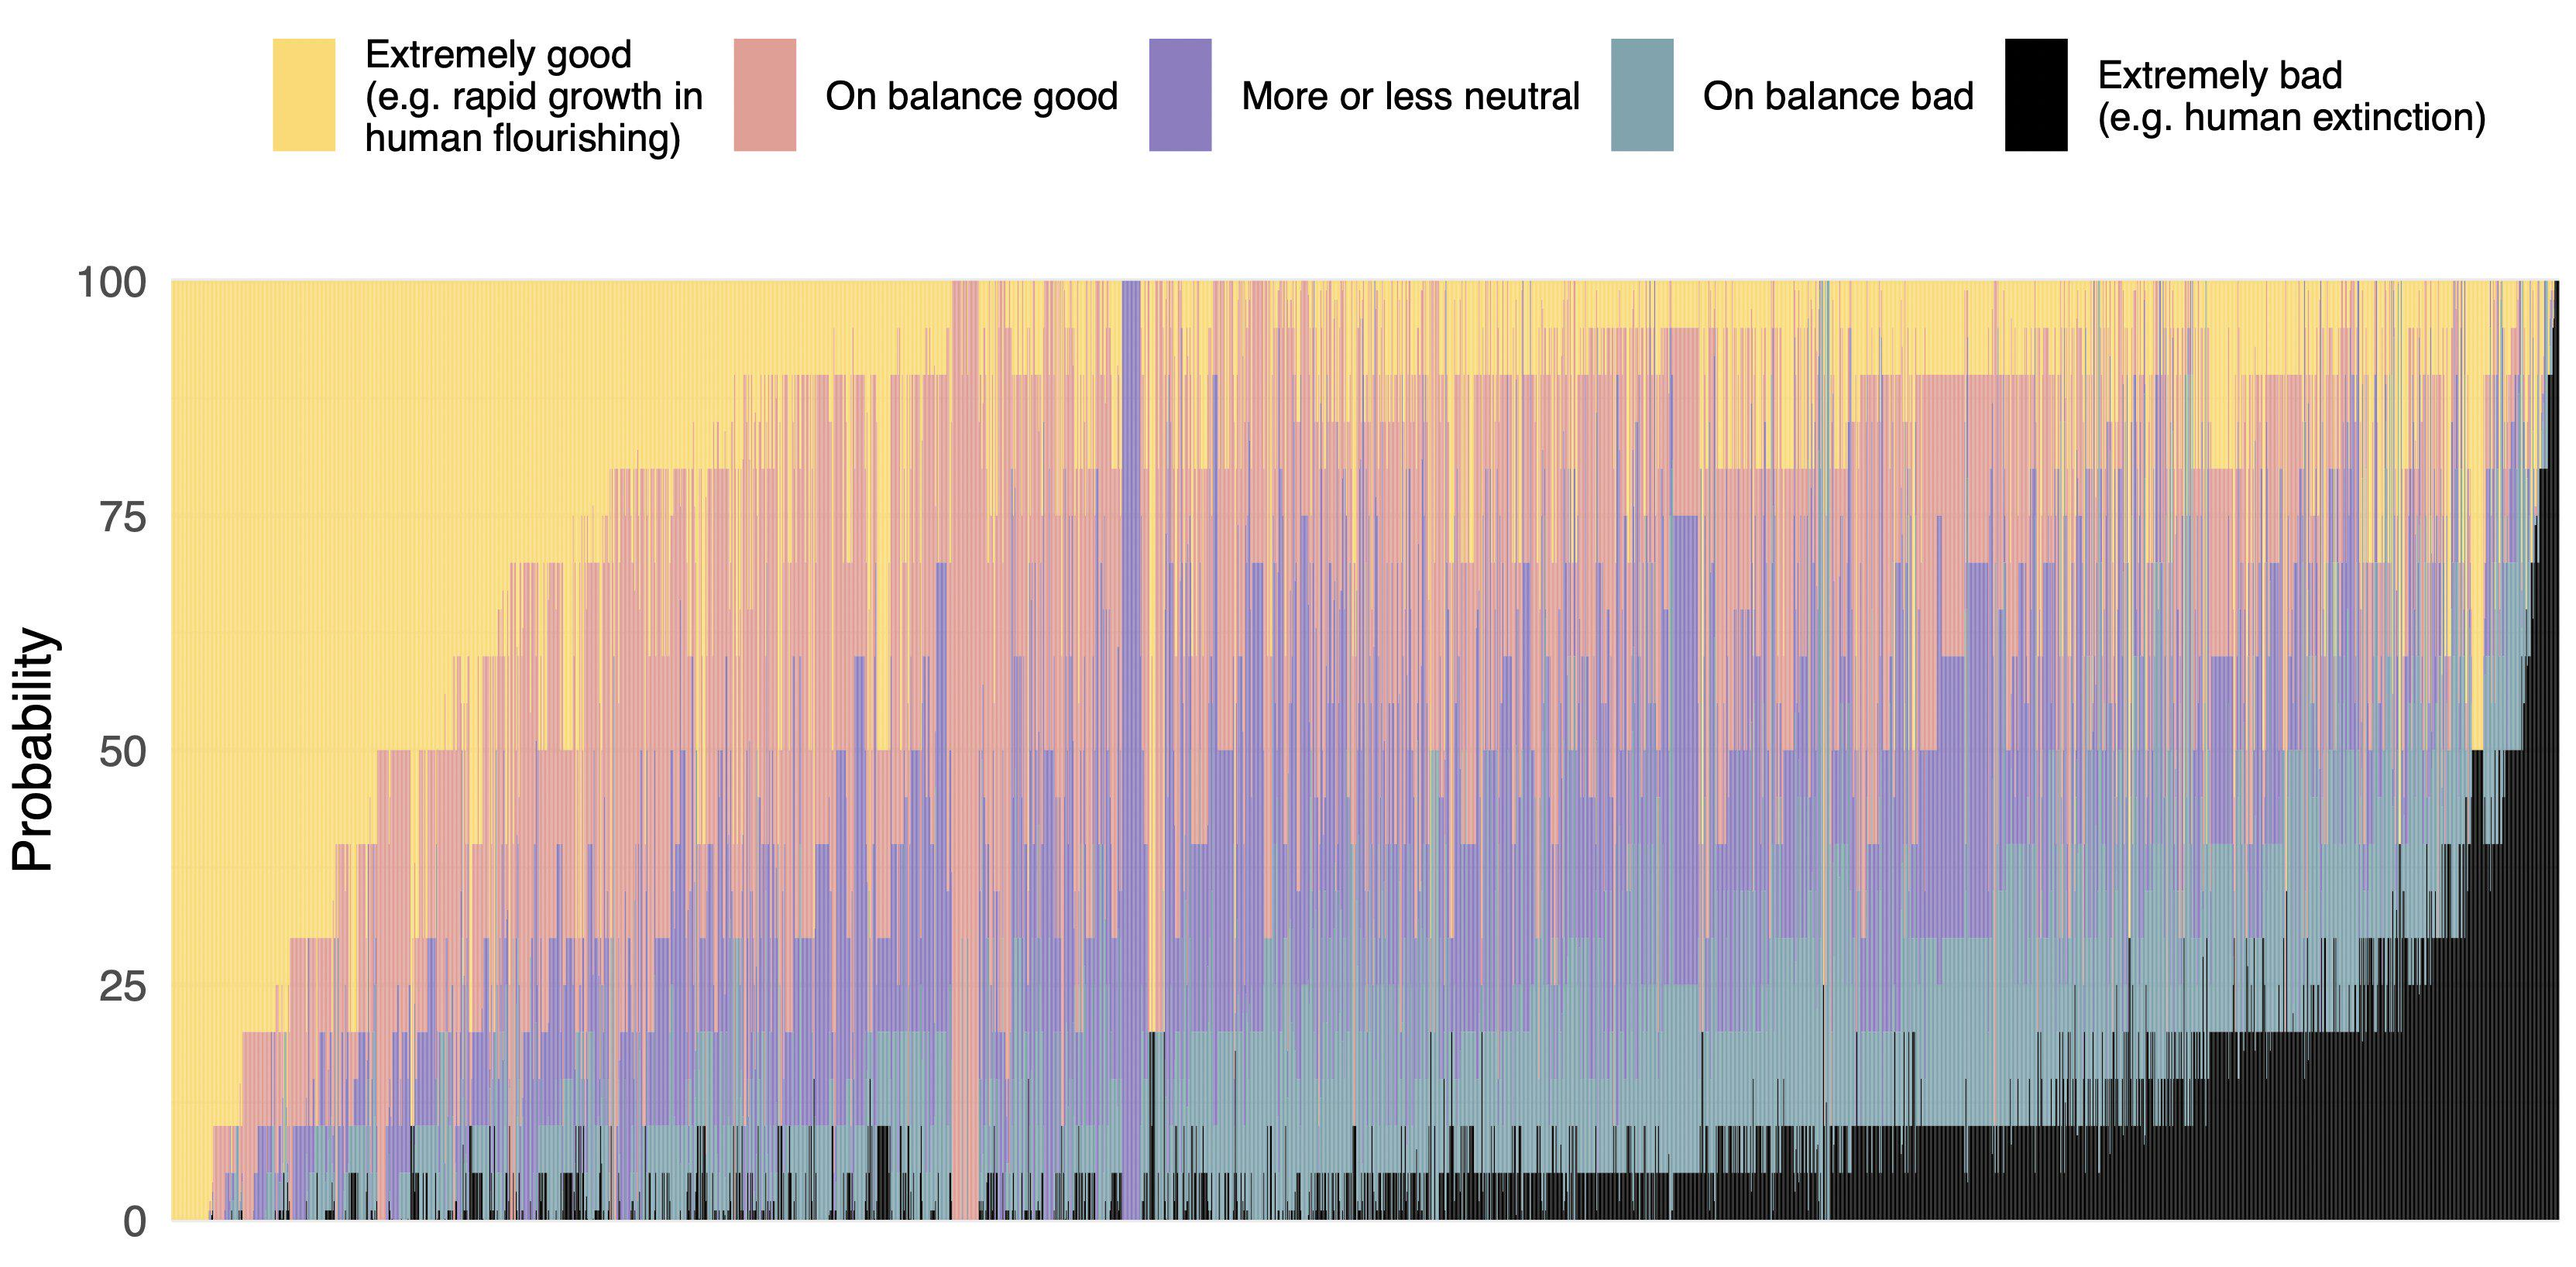 Extremely good
(e.g. rapid growth in
human flourishing)
On balance good
More or less neutral
On balance bad
Extremely bad
(e.g. human extinction)
100
75
50
25
0
Probability